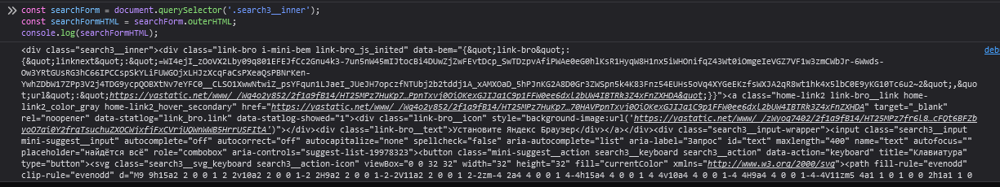 const searchForm = document.querySelector('.search3__inner');
const searchFormHTML = searchForm.outerHTML;
console.log(searchFormHTML);
<div class="search3__inner"><div class="link-bro i-mini-bem link-bro_js_inited" data-bem="{&quot;link-bro&quot;:
{&quot;linknext&quot;:&quot;=WI4ejI_zOoVX2Lby09q801EFEJfCc2Gnu4k3-7un5nW45mIJtocBi4DUwZjZwFEvtDcp_SwTDzpvAfiPWAe0eG0hlKsR1HyqW8H1nx5iWHOnifqZ43Wt0iOmgeIeVGZ7VF1w3zmCWbJr-6Wwds-
Ow3YRtGUsRG3hC66IPCCspSkYLiFUWGOjxLHJzXcqFaCsPXeaQsPBNrKen-
YwhZDbW17ZPp3V2j4TDG9ycpQOBXtNv7eYFC0__CLSO1XwwNtwiZ_psYFqun1LJaeI_JUeJH7opczfNTUbj2b2tddj1A_xAMXOaD_5hPJnKG2A8D0Gr3ZWSpn5k4K83Fnz54EUHs5oVq4XYGeEKzfsWXJA2qR8wt1hk4x5lbC0E9yKG10Tc6u2~2&quot;,&q
uot;url&quot;:&quot;https://yastatic.net/www/_/Wq4o2y852/2f1a9fB14/HT25MPz7HrKuKp7…PpnTxvj0OiOKexGJIJa1C9p1FFW0ee6dxL2bUW4IBTRk3Z4xFnZXHDA&quot;}}"><a class="home-link2 link-bro__link home-
link2_color_gray home-link2_hover_secondary" href="https://yastatic.net/www/_/Wq4o2y852/2f1a9fB14/HT25MPz7HrKuKp7…70HAVPpnTxvj0OiOKexGJIJa1C9p1FFW0ee6dxL2bUW4IBTRk3Z4xFnZXHDA" target="_blank"
rel="noopener" data-statlog="link_bro.link" data-statlog-showed="1"><div class="link-bro__icon" style="background-image:url('https://yastatic.net/www/_/zWyoq7402/2f1a9fB14/HT25MPz7fr6l8…cFQt6BFZb
yoO7ai0Y2frqTsuchuZXOCWjxfjFxCVrjUQWnWwB5HrrUSFItA')"></div><div class="link-bro__text">Установите Яндекс Браузер</div></a></div><div class="search3__input-wrapper"><input class="search3__input
mini-suggest__input" autocomplete="off" autocorrect="off" autocapitalize="none" spellcheck="false" aria-autocomplete="list" aria-label="Запрос" id="text" maxlength="400" name="text" autofocus=""
placeholder="найдётся всё" role="combobox" aria-controls="suggest-list-19978323"><button class="mini-suggest__action search3__keyboard search3__action" data-action="keyboard" title="Клавиатура"
type="button"><svg class="search3__svg_keyboard search3__action-icon" viewBox="0 0 32 32" width="32" height="32" fill="currentColor" xmlns="http://www.w3.org/2000/svg"><path fill-rule="evenodd"
clip-rule="evenodd" d="M9 9h15a2 2 0 0 1 2 2v10a2 2 0 0 1-2 2H9a2 2 0 0 1-2-2V11a2 2 0 0 1 2-2zm-4 2a4 4 0 0 1 4-4h15a4 4 0 0 1 4 4v10a4 4 0 0 1-4 4H9a4 4 0 0 1-4-4V11zm5 4a1 1 0 1 0 0 2h1a1 1 0